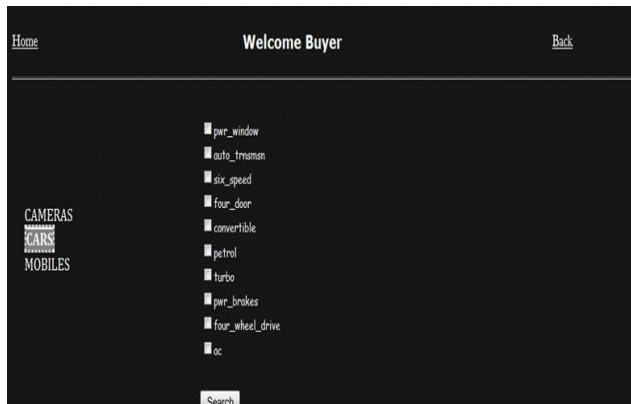 Home Welcome Buyer Back
pwr_window
auto_trnsmsn
six_speed
four_door
convertible
petrol
turbo
pwr_brakes
four_wheel_drive
ac
CAMERAS
CARS
MOBILES
Search